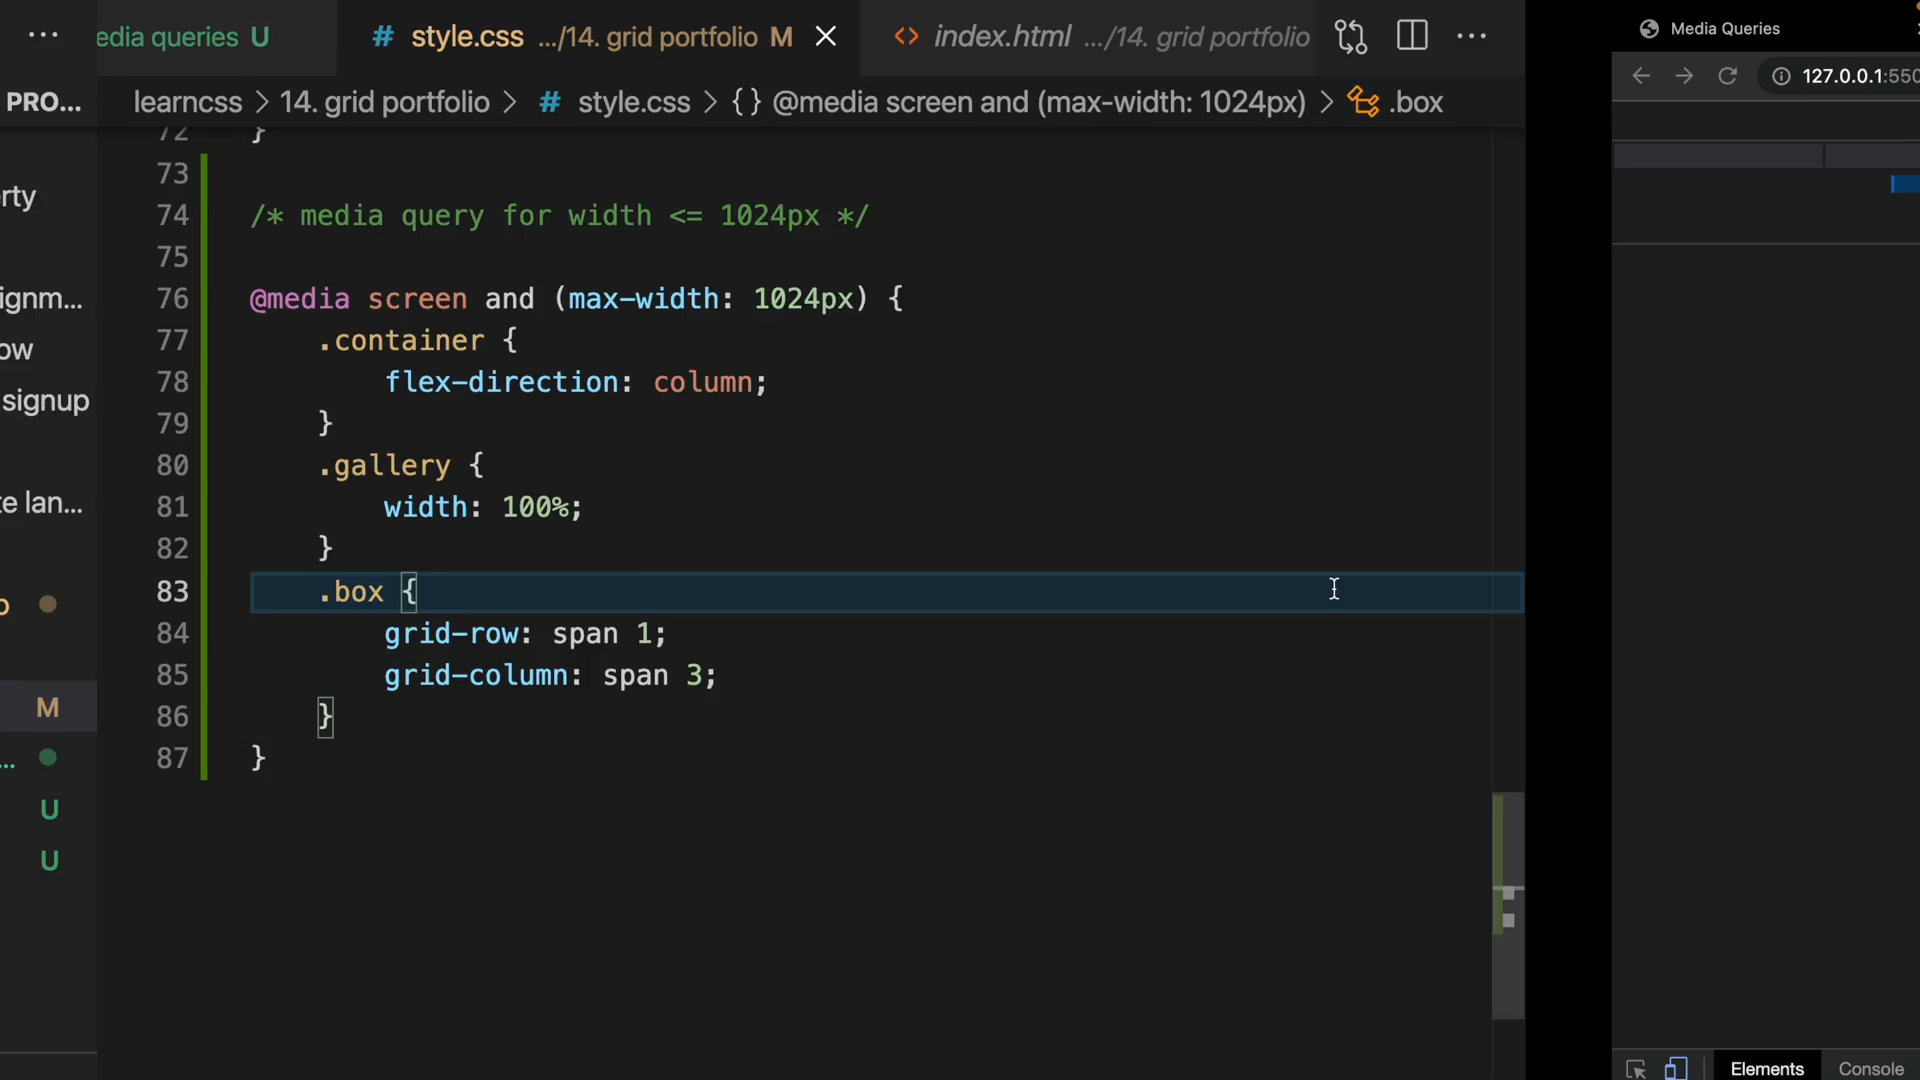 edia queries U
# style.css .../14. grid portfolio M
<> index.html .../14. grid portfolio
Media Queries
127.0.0.1:550
PRO...
learncss > 14. grid portfolio > # style.css > {} @media screen and (max-width: 1024px) > .box
rty
ignm...
ow
signup
te lan...
M
...
U
U
72 }
73
74 /* media query for width <= 1024px */
75
76 @media screen and (max-width: 1024px) {
77 .container {
78 flex-direction: column;
79 }
80 .gallery {
81 width: 100%;
82 }
83 .box {
84 grid-row: span 1;
85 grid-column: span 3;
86 }
87 }
Elements Console